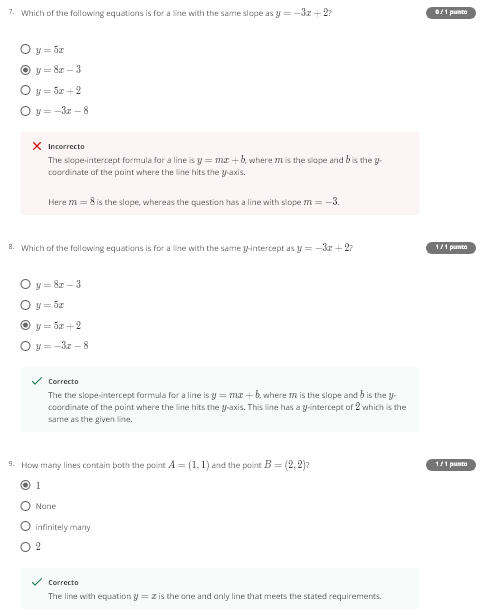 7. Which of the following equations is for a line with the same slope as y = −3x + 2?
0 / 1 punto
y = 5x
y = 8x − 3
y = 5x + 2
y = −3x − 8
Incorrecto
The slope-intercept formula for a line is y = mx + b, where m is the slope and b is the y-
coordinate of the point where the line hits the y-axis.
Here m = 8 is the slope, whereas the question has a line with slope m = −3.
8. Which of the following equations is for a line with the same y-intercept as y = −3x + 2?
1 / 1 punto
y = 8x − 3
y = 5x
y = 5x + 2
y = −3x − 8
Correcto
The the slope-intercept formula for a line is y = mx + b, where m is the slope and b is the y-
coordinate of the point where the line hits the y-axis. This line has a y-intercept of 2 which is the
same as the given line.
9. How many lines contain both the point A = (1, 1) and the point B = (2, 2)?
1 / 1 punto
1
None
infinitely many
2
Correcto
The line with equation y = x is the one and only line that meets the stated requirements.